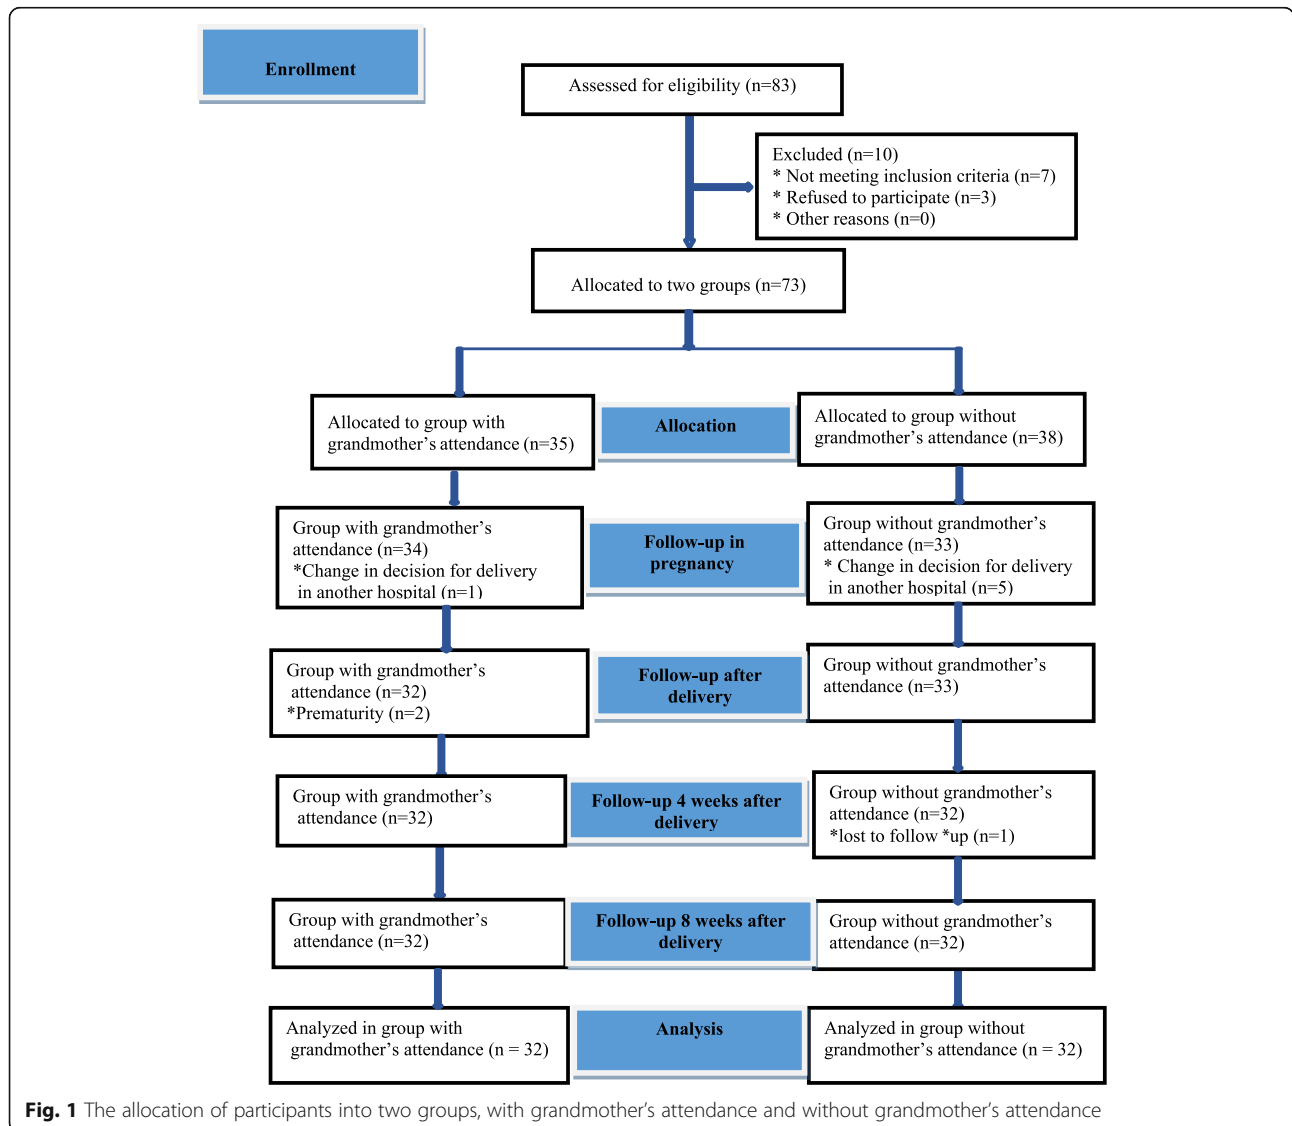 Enrollment
Assessed for eligibility (n=83)
Excluded (n=10)
* Not meeting inclusion criteria (n=7)
* Refused to participate (n=3)
* Other reasons (n=0)
Allocated to two groups (n=73)
Allocated to group with
grandmother’s attendance (n=35)
Allocation
Allocated to group without
grandmother’s attendance (n=38)
Group with grandmother’s
attendance (n=34)
*Change in decision for delivery
in another hospital (n=1)
Follow-up in
pregnancy
Group without grandmother’s
attendance (n=33)
* Change in decision for delivery
in another hospital (n=5)
Group with grandmother’s
attendance (n=32)
*Prematurity (n=2)
Follow-up after
delivery
Group without grandmother’s
attendance (n=33)
Group with grandmother’s
attendance (n=32)
Follow-up 4 weeks after
delivery
Group without grandmother’s
attendance (n=32)
*lost to follow *up (n=1)
Group with grandmother’s
attendance (n=32)
Follow-up 8 weeks after
delivery
Group without grandmother’s
attendance (n=32)
Analyzed in group with
grandmother’s attendance (n = 32)
Analysis
Analyzed in group without
grandmother’s attendance (n = 32)
Fig. 1 The allocation of participants into two groups, with grandmother’s attendance and without grandmother’s attendance